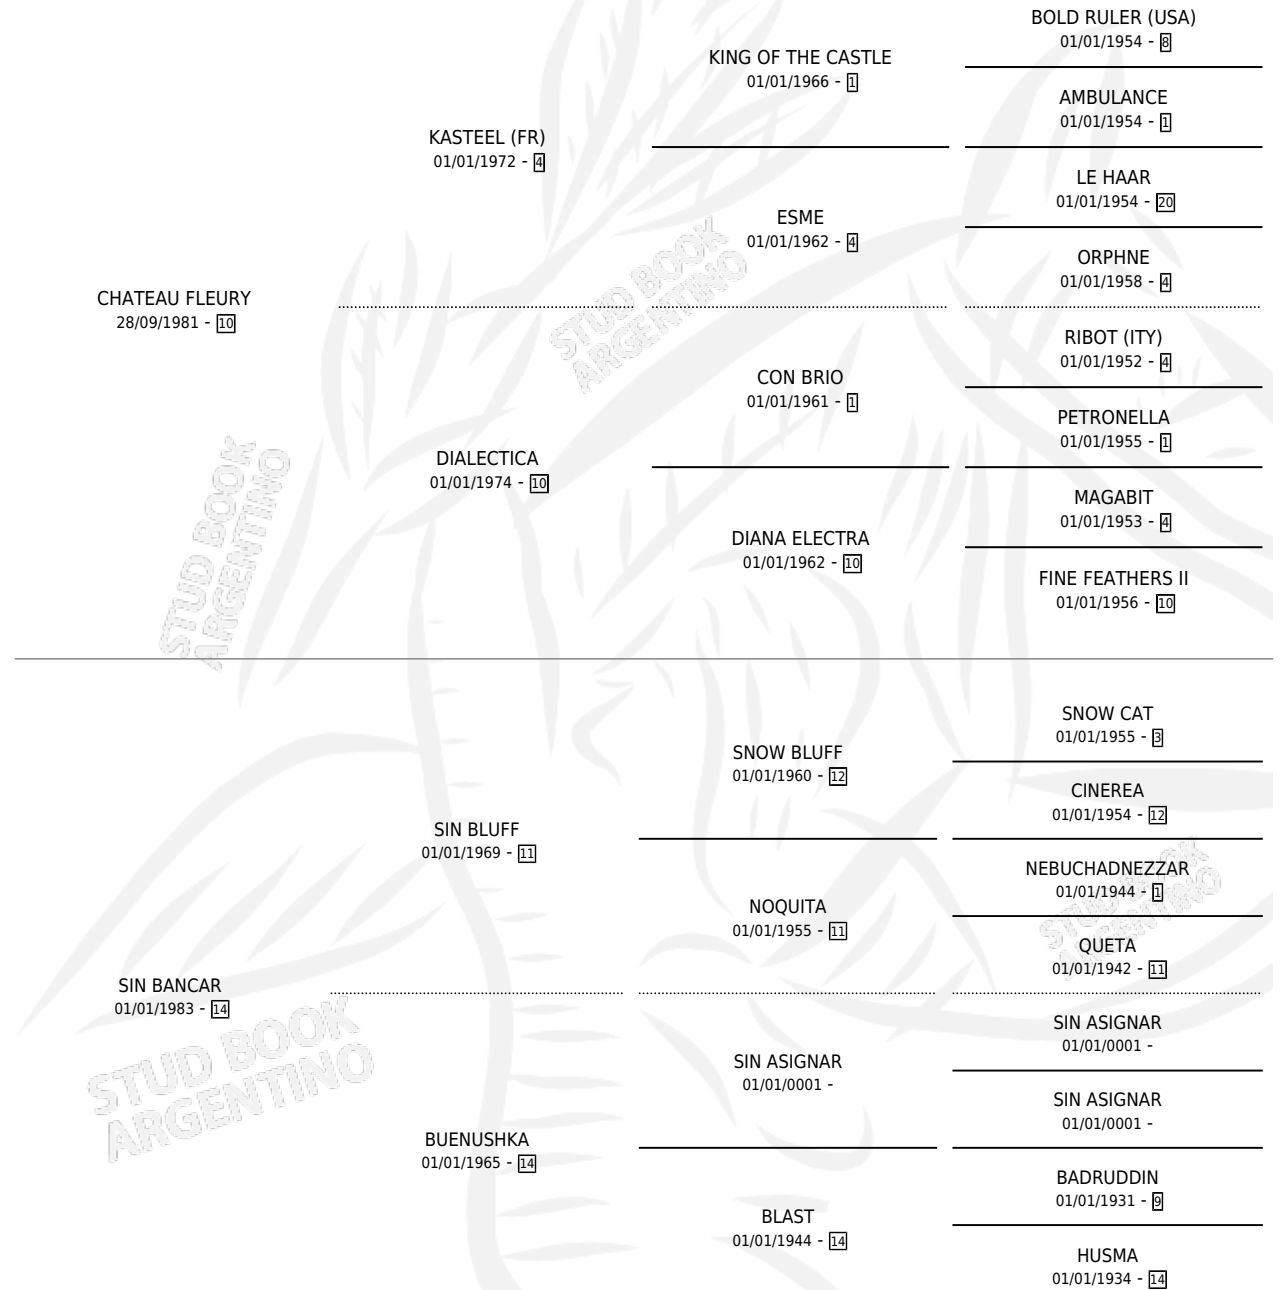 BOLD RULER (USA)
01/01/1954 - 8
KING OF THE CASTLE
01/01/1966 - 1
AMBULANCE
01/01/1954 - 1
KASTEEL (FR)
01/01/1972 - 4
LE HAAR
01/01/1954 - 20
ESME
01/01/1962 - 4
ORPHNE
01/01/1958 - 4
CHATEAU FLEURY
28/09/1981 - 10
RIBOT (ITY)
01/01/1952 - 4
CON BRIO
01/01/1961 - 1
PETRONELLA
01/01/1955 - 1
DIALECTICA
01/01/1974 - 10
MAGABIT
01/01/1953 - 4
DIANA ELECTRA
01/01/1962 - 10
FINE FEATHERS II
01/01/1956 - 10
STUD BOOK
ARGENTINO
STUD BOOK
ARGENTINO
SNOW CAT
01/01/1955 - 3
SNOW BLUFF
01/01/1960 - 12
CINEREA
01/01/1954 - 12
SIN BLUFF
01/01/1969 - 11
NEBUCHADNEZZAR
01/01/1944 - 1
NOQUITA
01/01/1955 - 11
QUETA
01/01/1942 - 11
STUD BOOK
ARGENTINO
SIN BANCAR
01/01/1983 - 14
SIN ASIGNAR
01/01/0001 -
SIN ASIGNAR
01/01/0001 -
SIN ASIGNAR
01/01/0001 -
STUD BOOK
ARGENTINO
BUENUSHKA
01/01/1965 - 14
BADRUDDIN
01/01/1931 - 9
BLAST
01/01/1944 - 14
HUSMA
01/01/1934 - 14